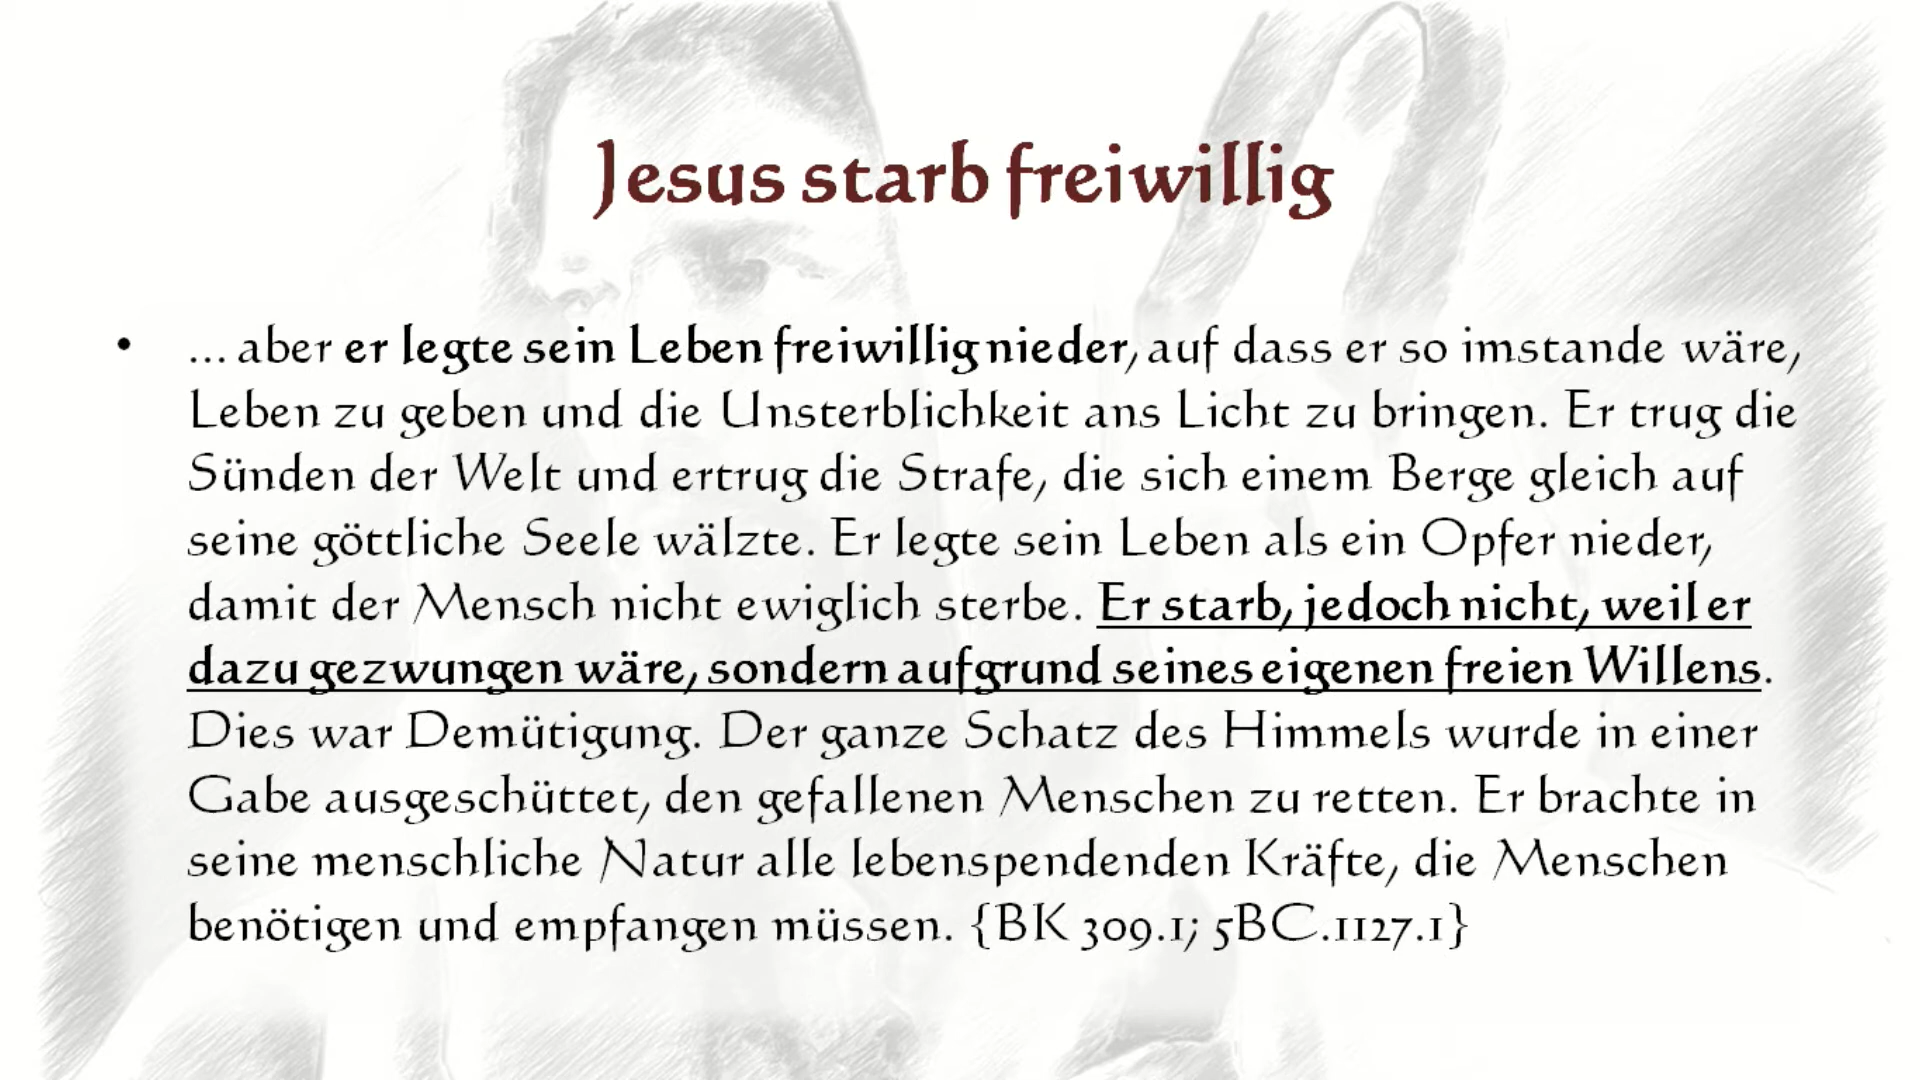 Jesus starb freiwillig
• ... aber er legte sein Leben freiwillig nieder, auf dass er so imstande wäre,
Leben zu geben und die Unsterblichkeit ans Licht zu bringen. Er trug die
Sünden der Welt und ertrug die Strafe, die sich einem Berge gleich auf
seine göttliche Seele wälzte. Er legte sein Leben als ein Opfer nieder,
damit der Mensch nicht ewiglich sterbe. Er starb, jedoch nicht, weil er
dazu gezwungen wäre, sondern aufgrund seines eigenen freien Willens.
Dies war Demütigung. Der ganze Schatz des Himmels wurde in einer
Gabe ausgeschüttet, den gefallenen Menschen zu retten. Er brachte in
seine menschliche Natur alle lebenspendenden Kräfte, die Menschen
benötigen und empfangen müssen. {BK 309.1; 5BC.1127.1}